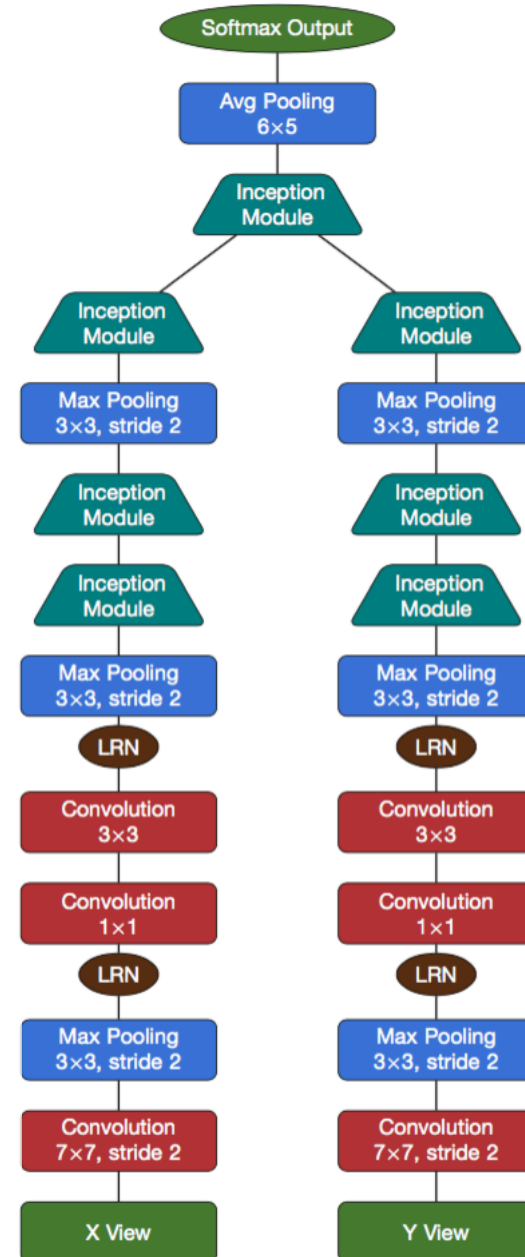 Softmax Output
Avg Pooling
6×5
Inception
Module
Inception
Module
Inception
Module
Max Pooling
3×3, stride 2
Max Pooling
3×3, stride 2
Inception
Module
Inception
Module
Inception
Module
Inception
Module
Max Pooling
3×3, stride 2
Max Pooling
3×3, stride 2
LRN
LRN
Convolution
3×3
Convolution
3×3
Convolution
1×1
Convolution
1×1
LRN
LRN
Max Pooling
3×3, stride 2
Max Pooling
3×3, stride 2
Convolution
7×7, stride 2
Convolution
7×7, stride 2
X View
Y View